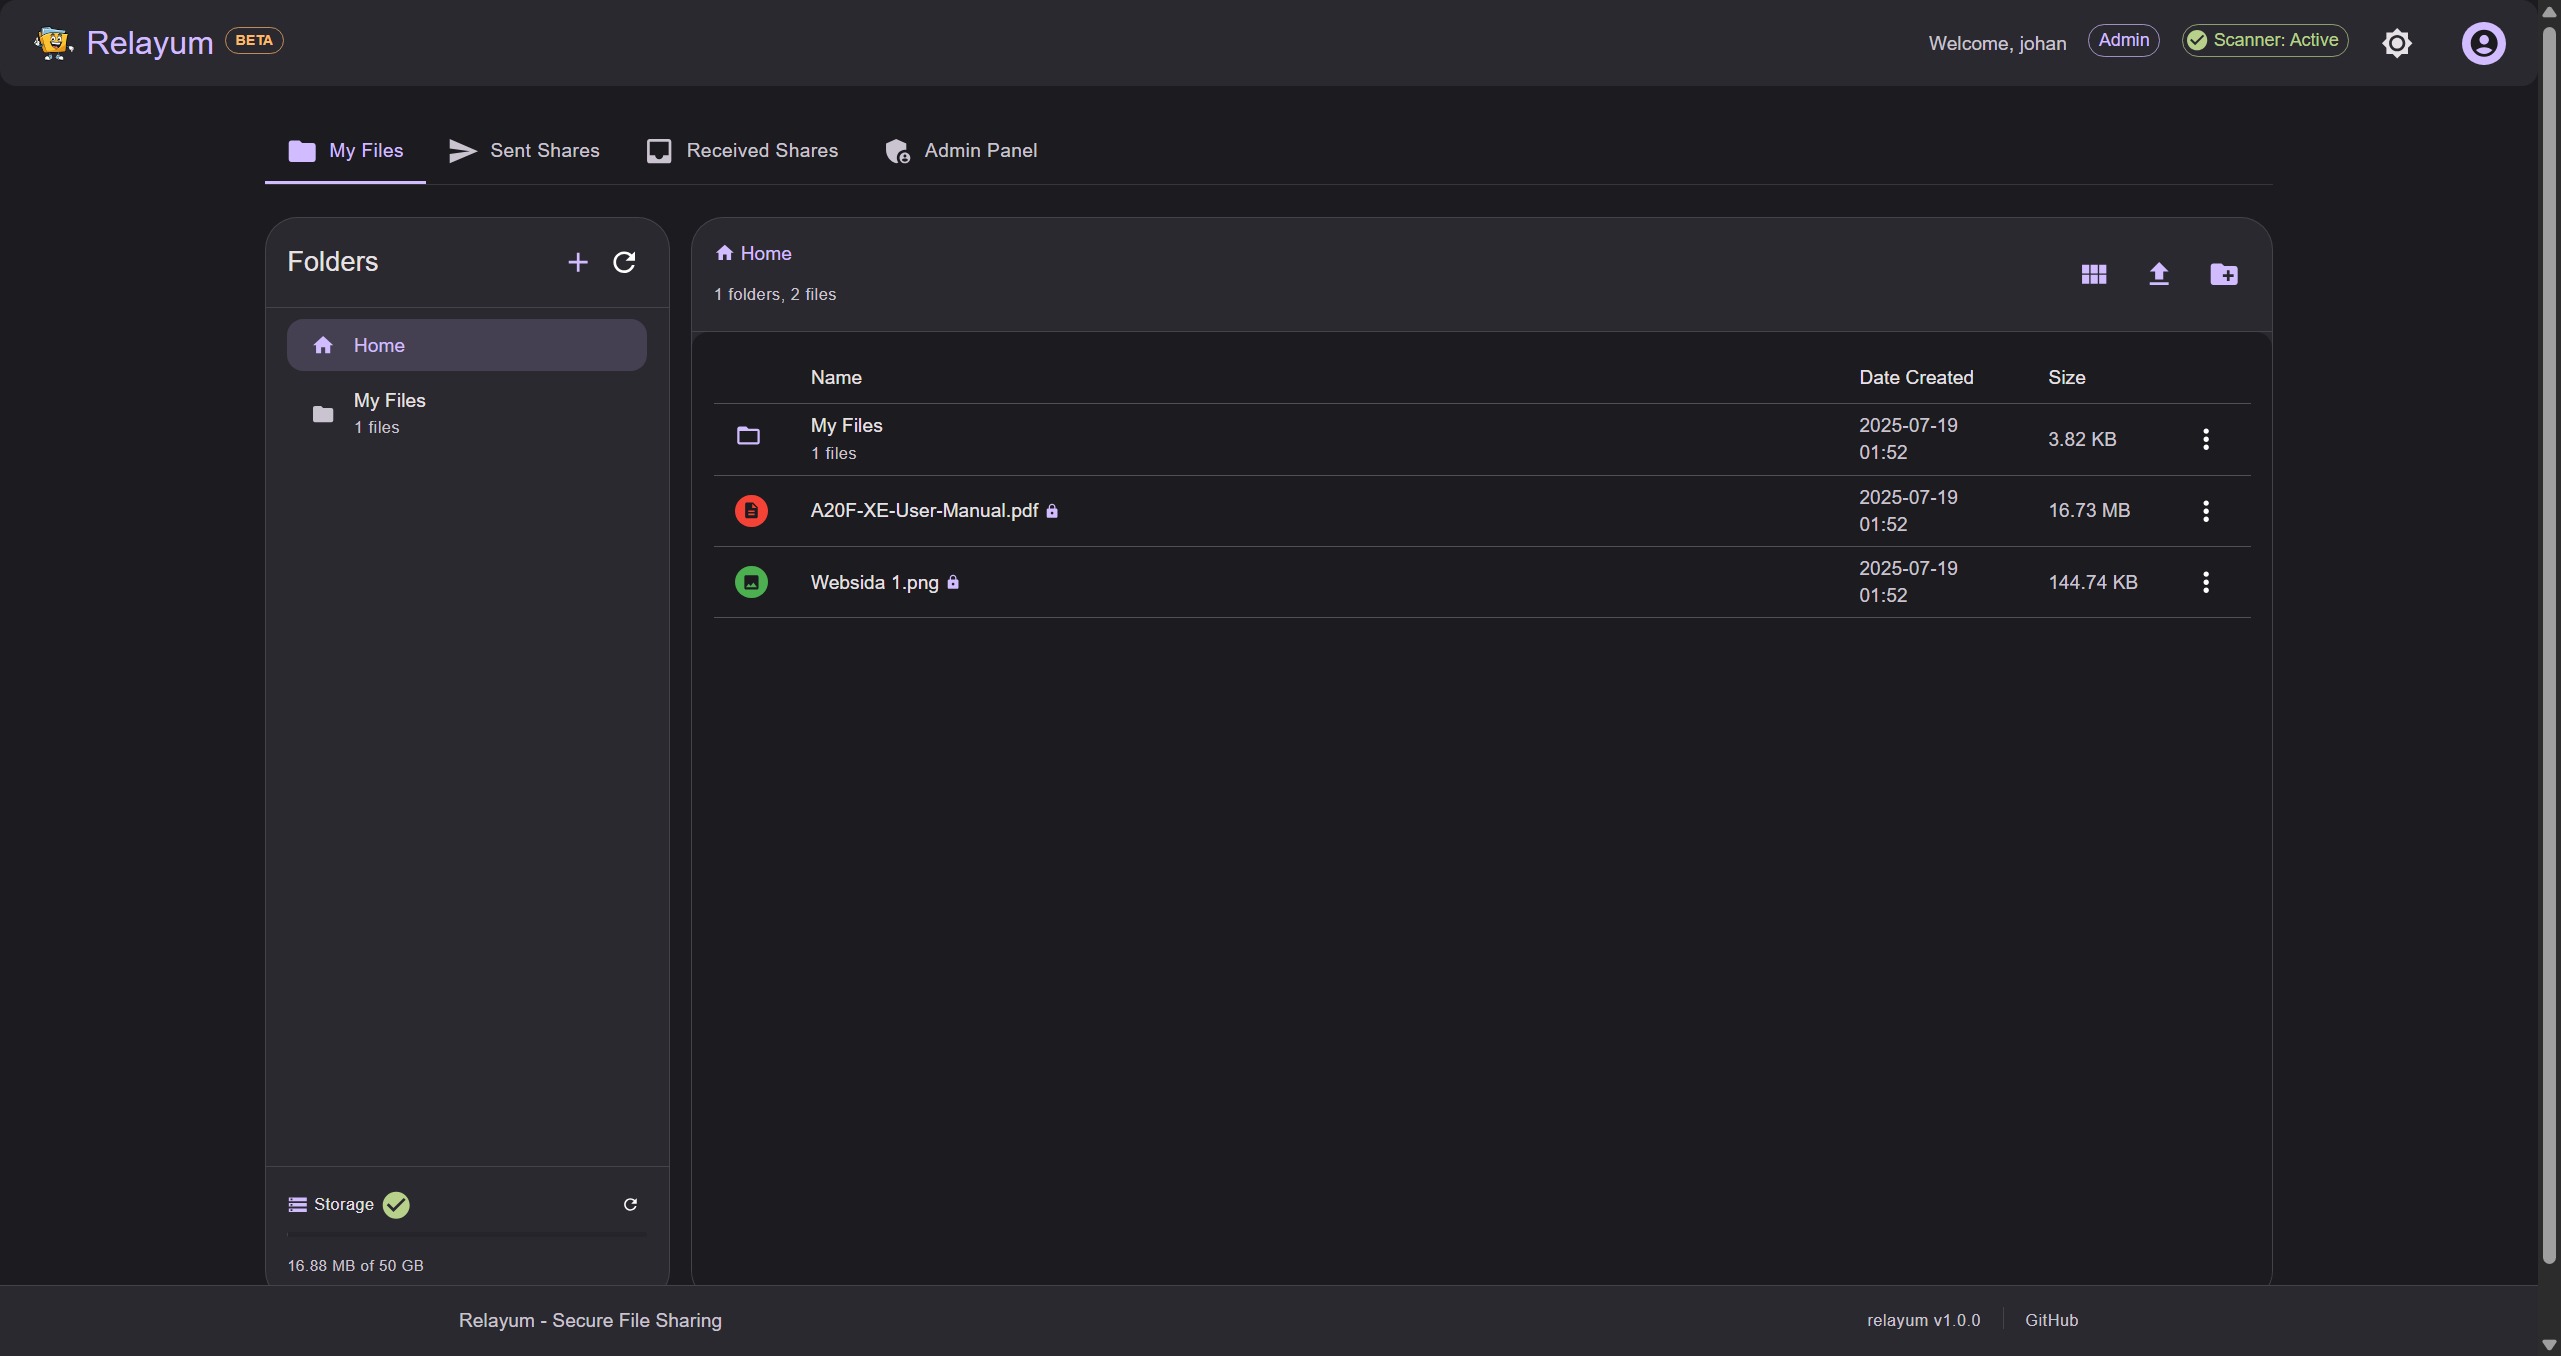 Relayum BETA
Welcome, johan
Admin
Scanner: Active
My Files
Sent Shares
Received Shares
Admin Panel
Folders
Home
My Files
1 files
Storage
16.88 MB of 50 GB
Home
1 folders, 2 files
Name Date Created Size
My Files
1 files
2025-07-19
01:52
3.82 KB
A20F-XE-User-Manual.pdf
2025-07-19
01:52
16.73 MB
Websida 1.png
2025-07-19
01:52
144.74 KB
Relayum - Secure File Sharing
relayum v1.0.0
GitHub